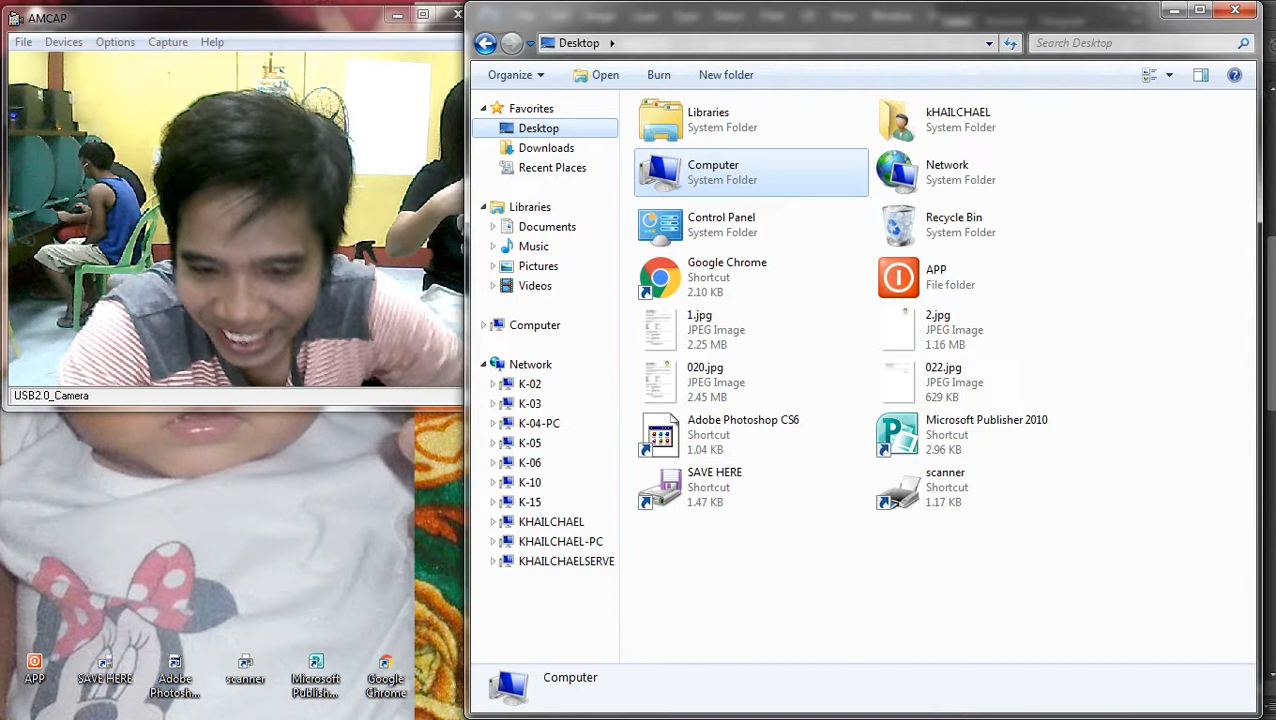 AMCAP
File Devices Options Capture Help
USB2.0_Camera
APP
SAVE HERE
Adobe
Photosh...
scanner
Microsoft
Publish...
Google
Chrome
Desktop
Search Desktop
Organize
Open
Burn
New folder
Favorites
Desktop
Downloads
Recent Places
Libraries
Documents
Music
Pictures
Videos
Computer
Network
K-02
K-03
K-04-PC
K-05
K-06
K-10
K-15
KHAILCHAEL
KHAILCHAEL-PC
KHAILCHAELSERVE
Libraries
System Folder
kHAILCHAEL
System Folder
Computer
System Folder
Network
System Folder
Control Panel
System Folder
Recycle Bin
System Folder
Google Chrome
Shortcut
2.10 KB
APP
File folder
1.jpg
JPEG Image
2.25 MB
2.jpg
JPEG Image
1.16 MB
020.jpg
JPEG Image
2.45 MB
022.jpg
JPEG Image
629 KB
Adobe Photoshop CS6
Shortcut
1.04 KB
Microsoft Publisher 2010
Shortcut
2.96 KB
SAVE HERE
Shortcut
1.47 KB
scanner
Shortcut
1.17 KB
Computer